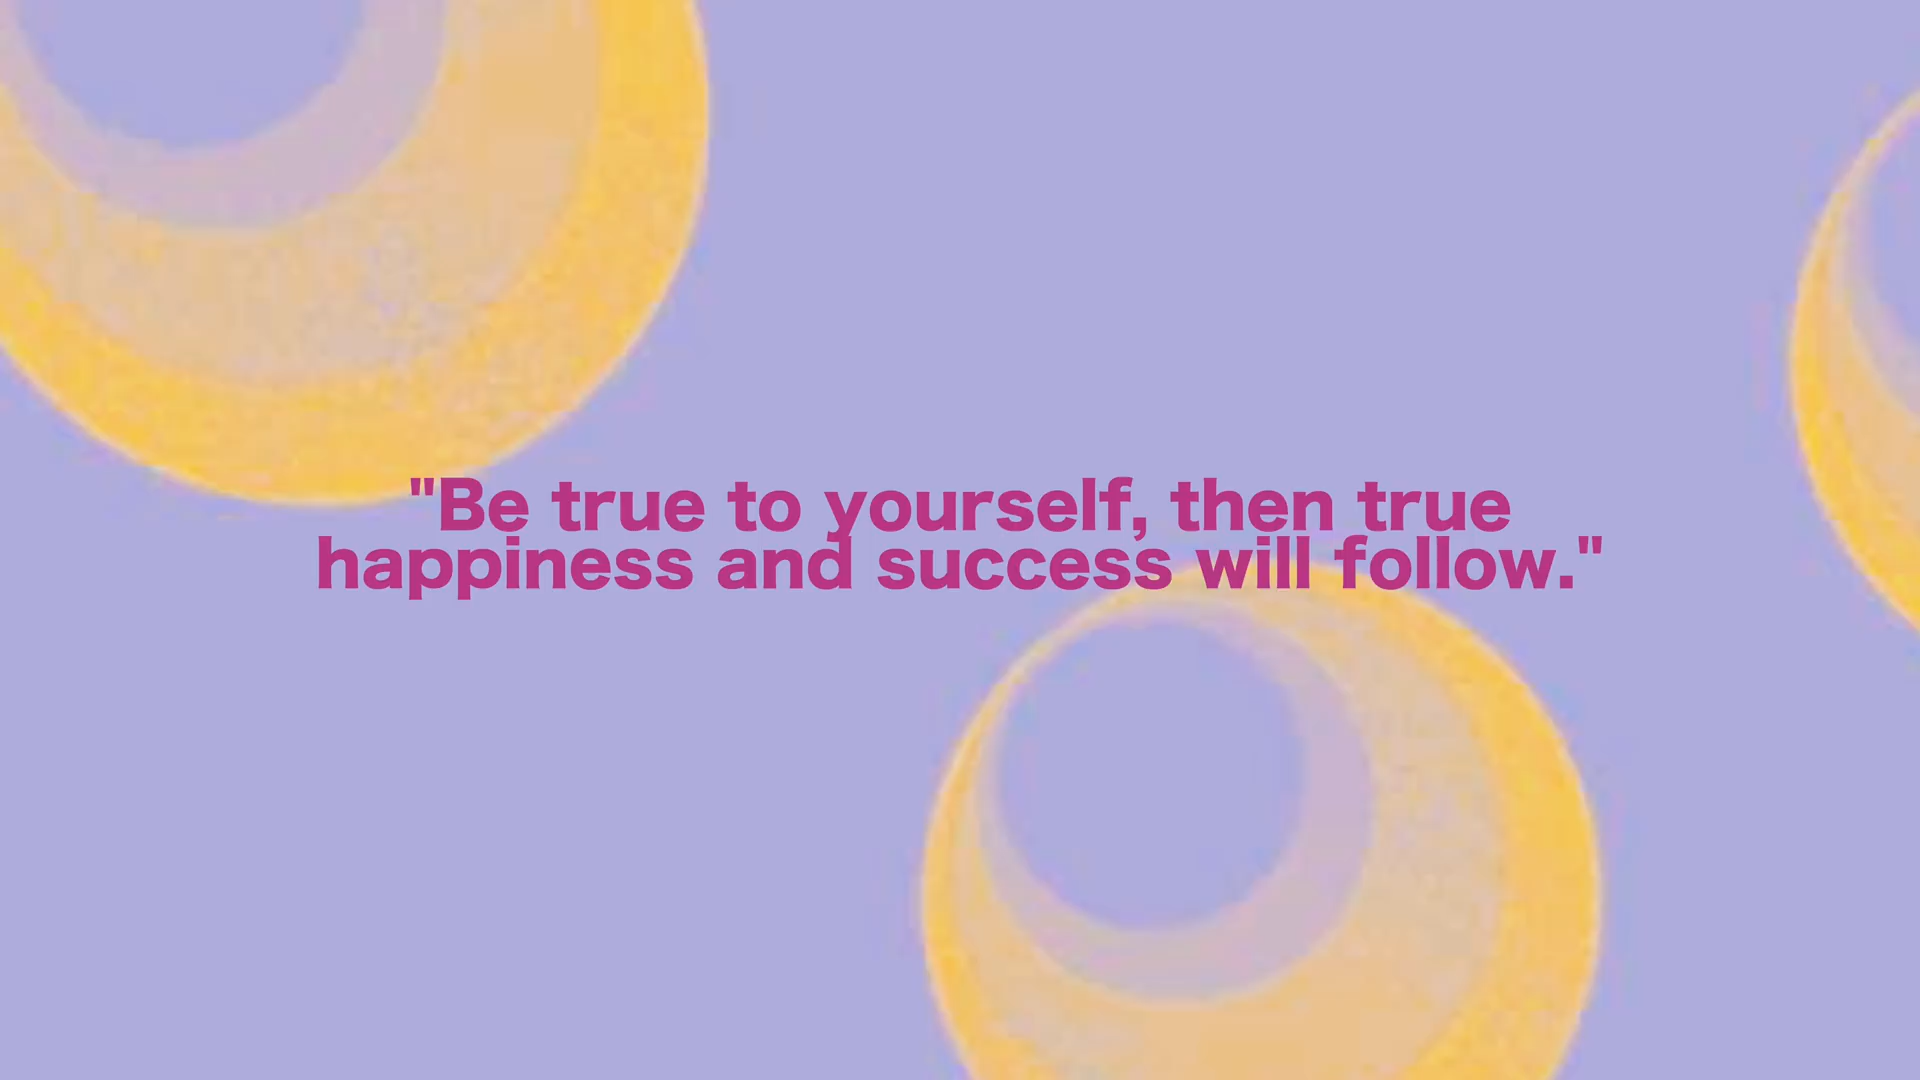 "Be true to yourself, then true
happiness and success will follow."